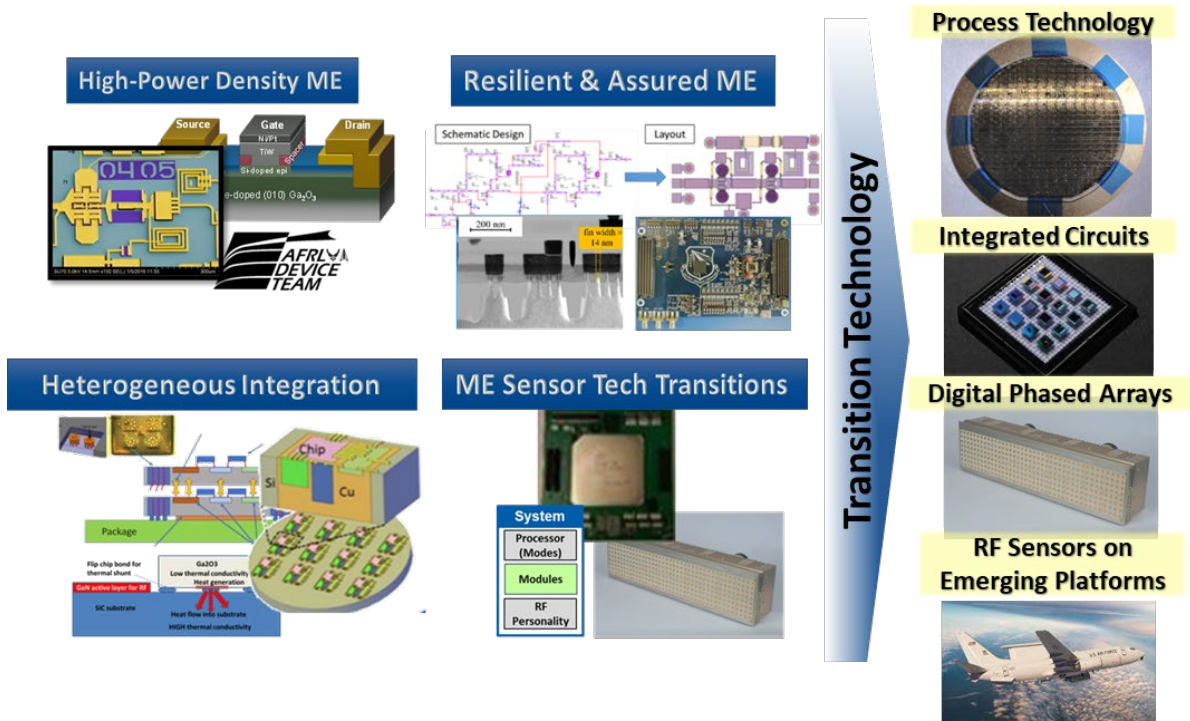 High-Power Density ME
Source
Gate
Drain
Ni/Pt
TiW
Spacer
Si-doped epi
e-doped (010) Ga₂O₃
0405
300um
AFRL
DEVICE
TEAM
Resilient & Assured ME
Schematic Design
Layout
200 nm
fin width =
14 nm
Heterogeneous Integration
Chip
Si
Cu
Package
Flip chip bond for
thermal shunt
Ga2O3
Low thermal conductivity
Heat generation
GaN active layer for RF
SiC substrate
Heat flow into substrate
HIGH thermal conductivity
ME Sensor Tech Transitions
System
Processor
(Modes)
Modules
RF
Personality
Transition Technology
Process Technology
Integrated Circuits
Digital Phased Arrays
RF Sensors on
Emerging Platforms
U.S. AIR FORCE